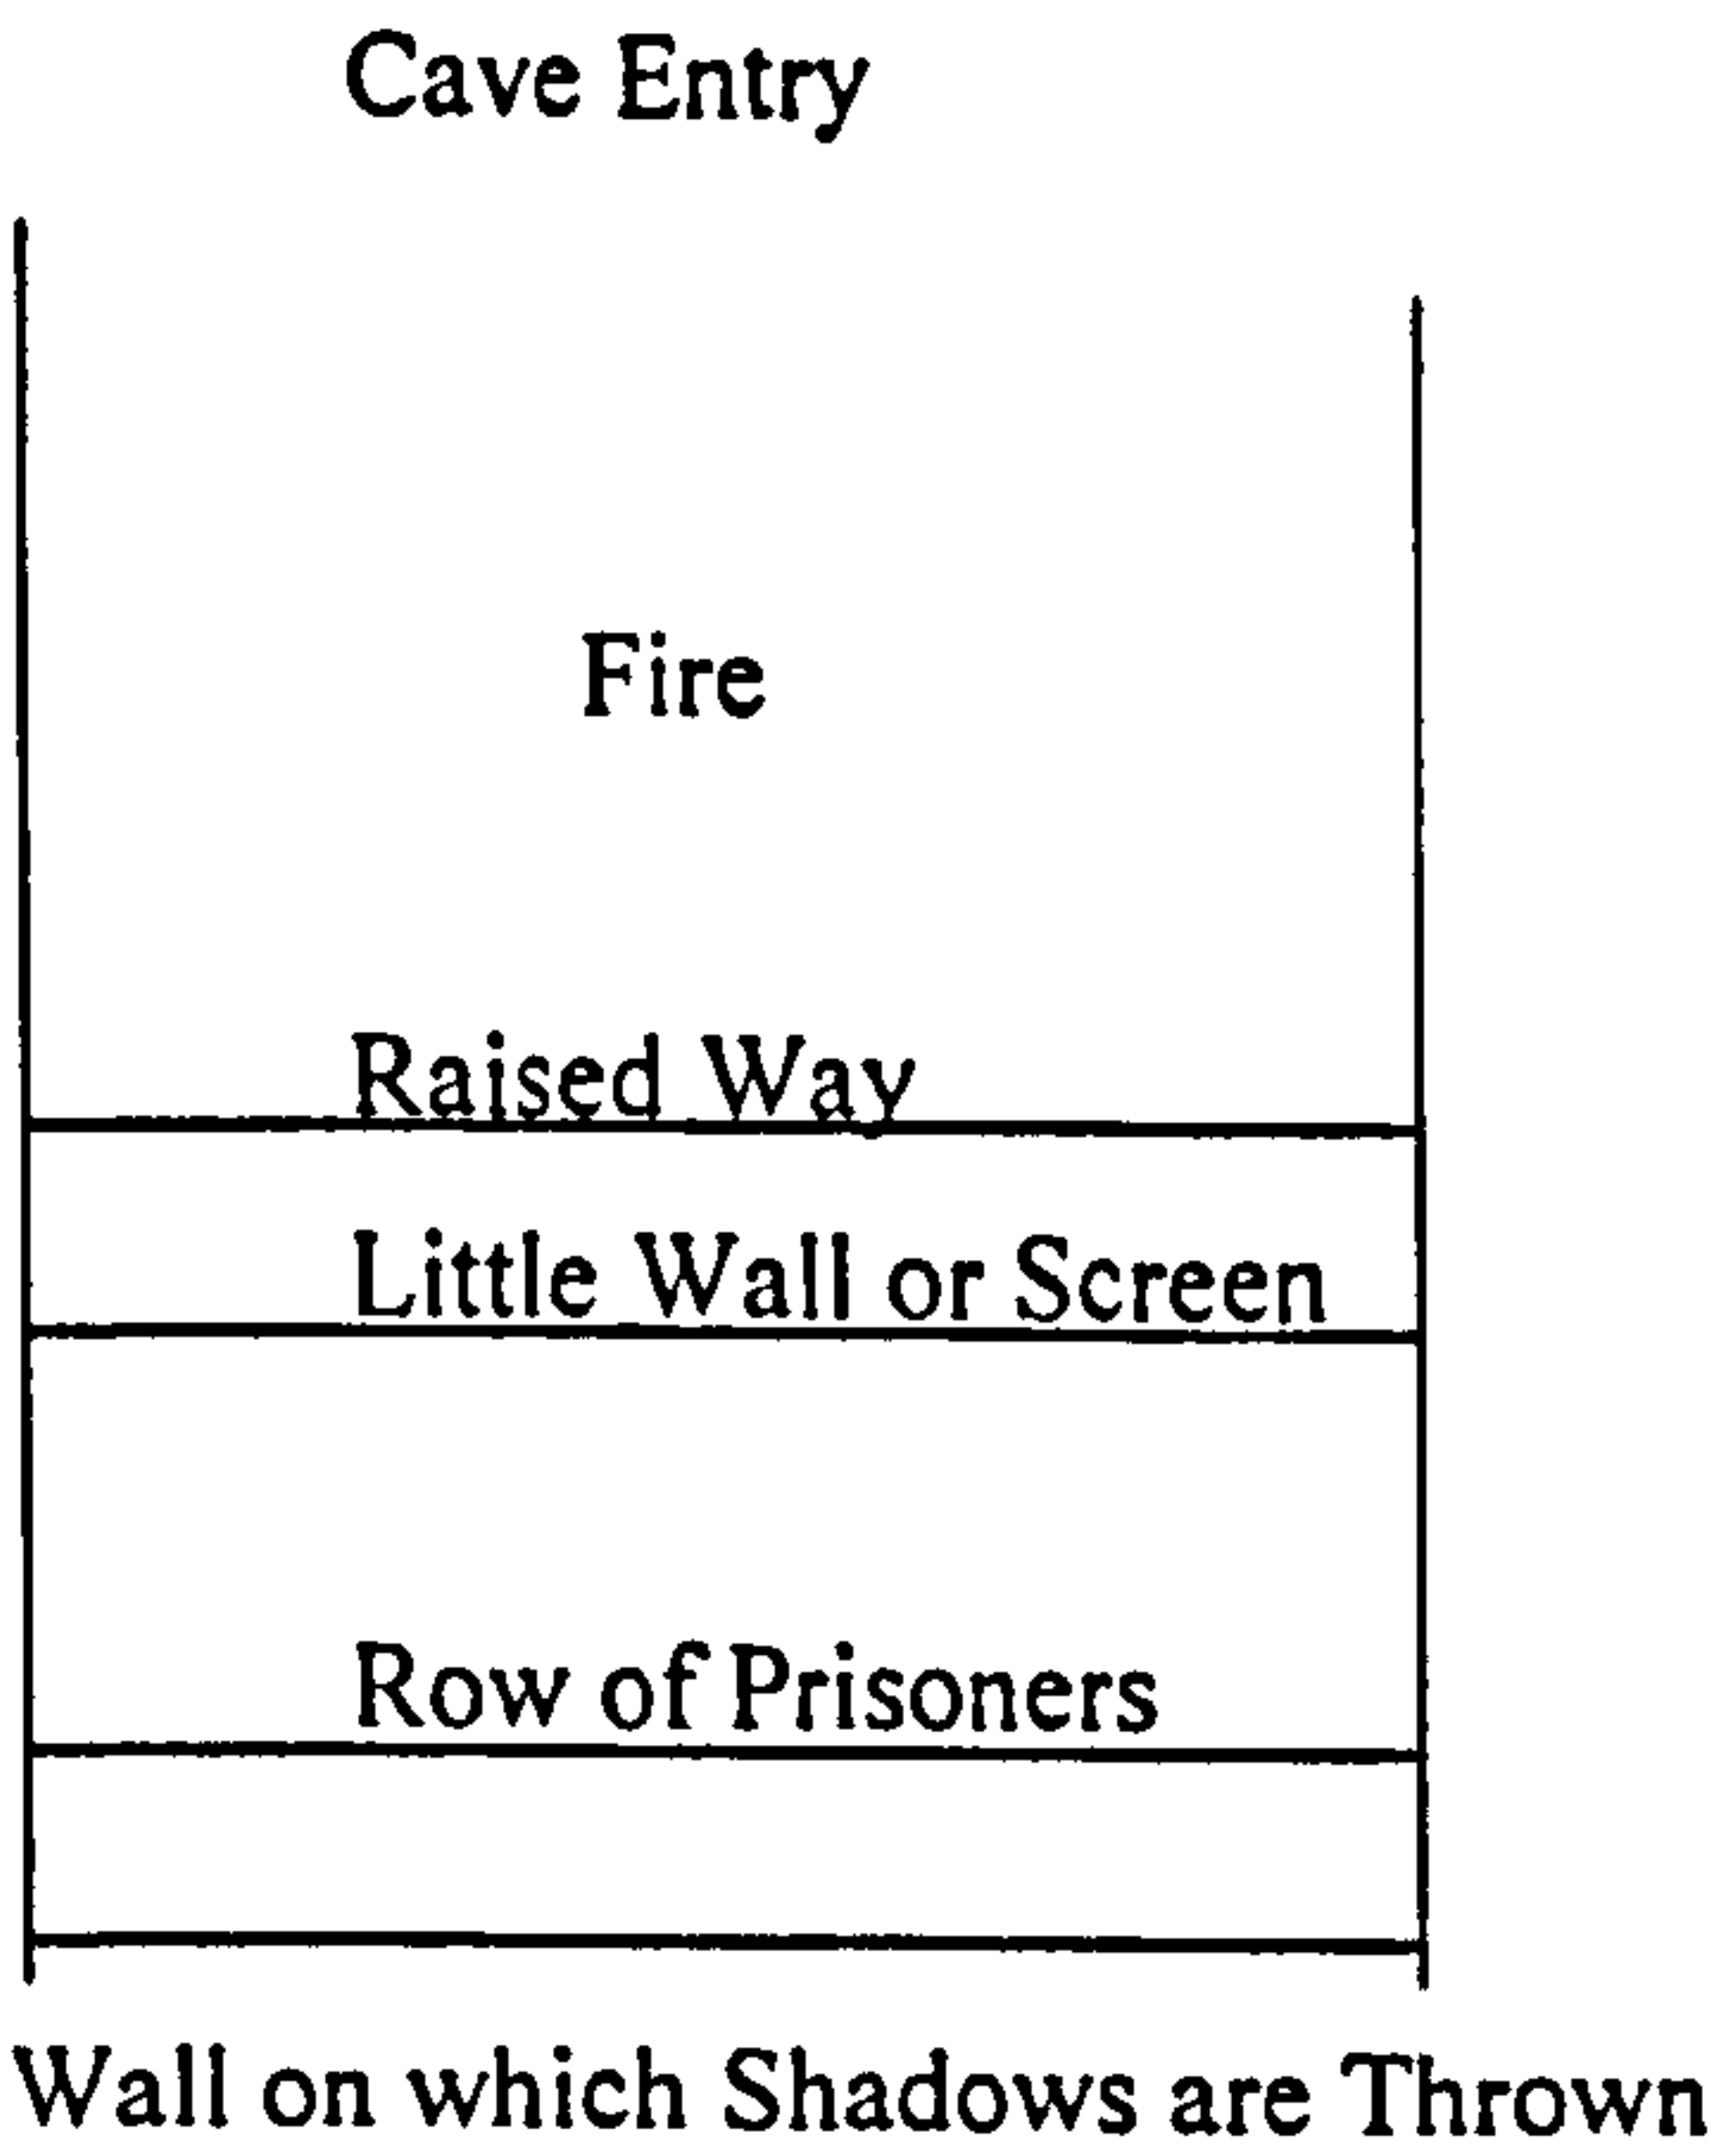 Cave Entry
Fire
Raised Way
Little Wall or Screen
Row of Prisoners
Wall on which Shadows are Thrown